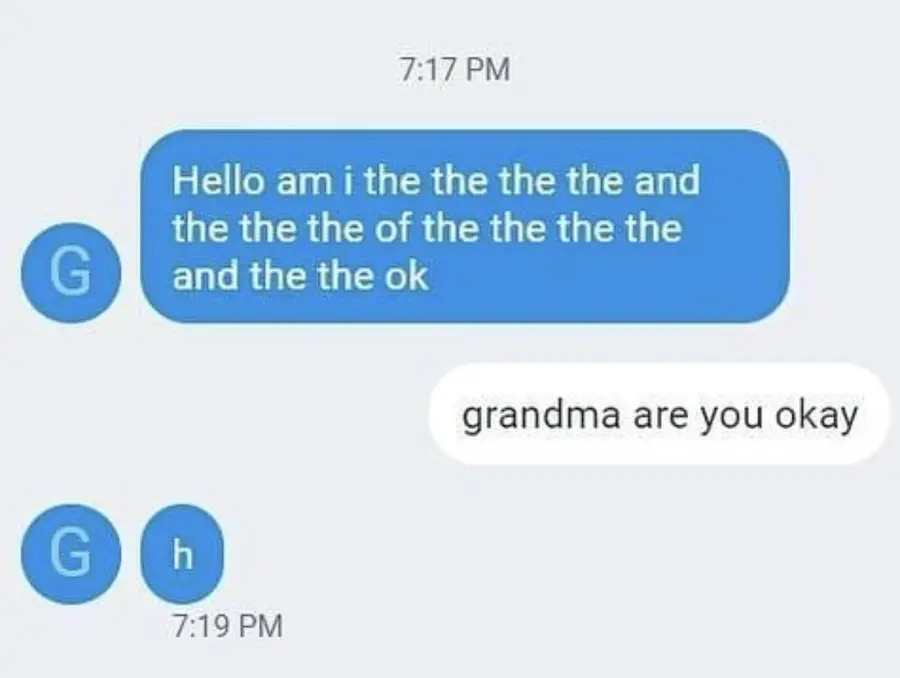 7:17 PM
Hello am i the the the the and
the the the of the the the the
and the the ok
G
grandma are you okay
G
h
7:19 PM